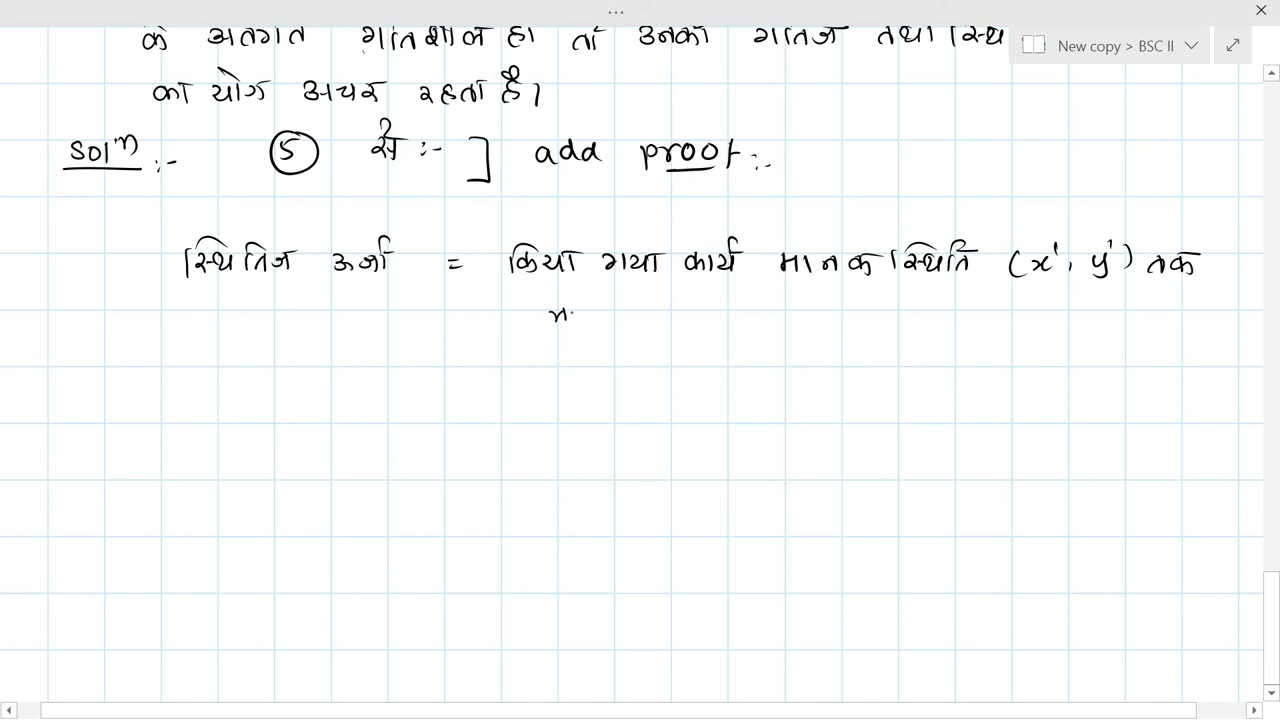 के अंतर्गत गतिशील हो तो उनकी गतिज तथा
New copy > BSC II
का योग अचर रहता है।
Solⁿ :- ⑤ से :- ] add proof :-
स्थितिज ऊर्जा = किया गया कार्य मानक स्थिति (x', y') तक